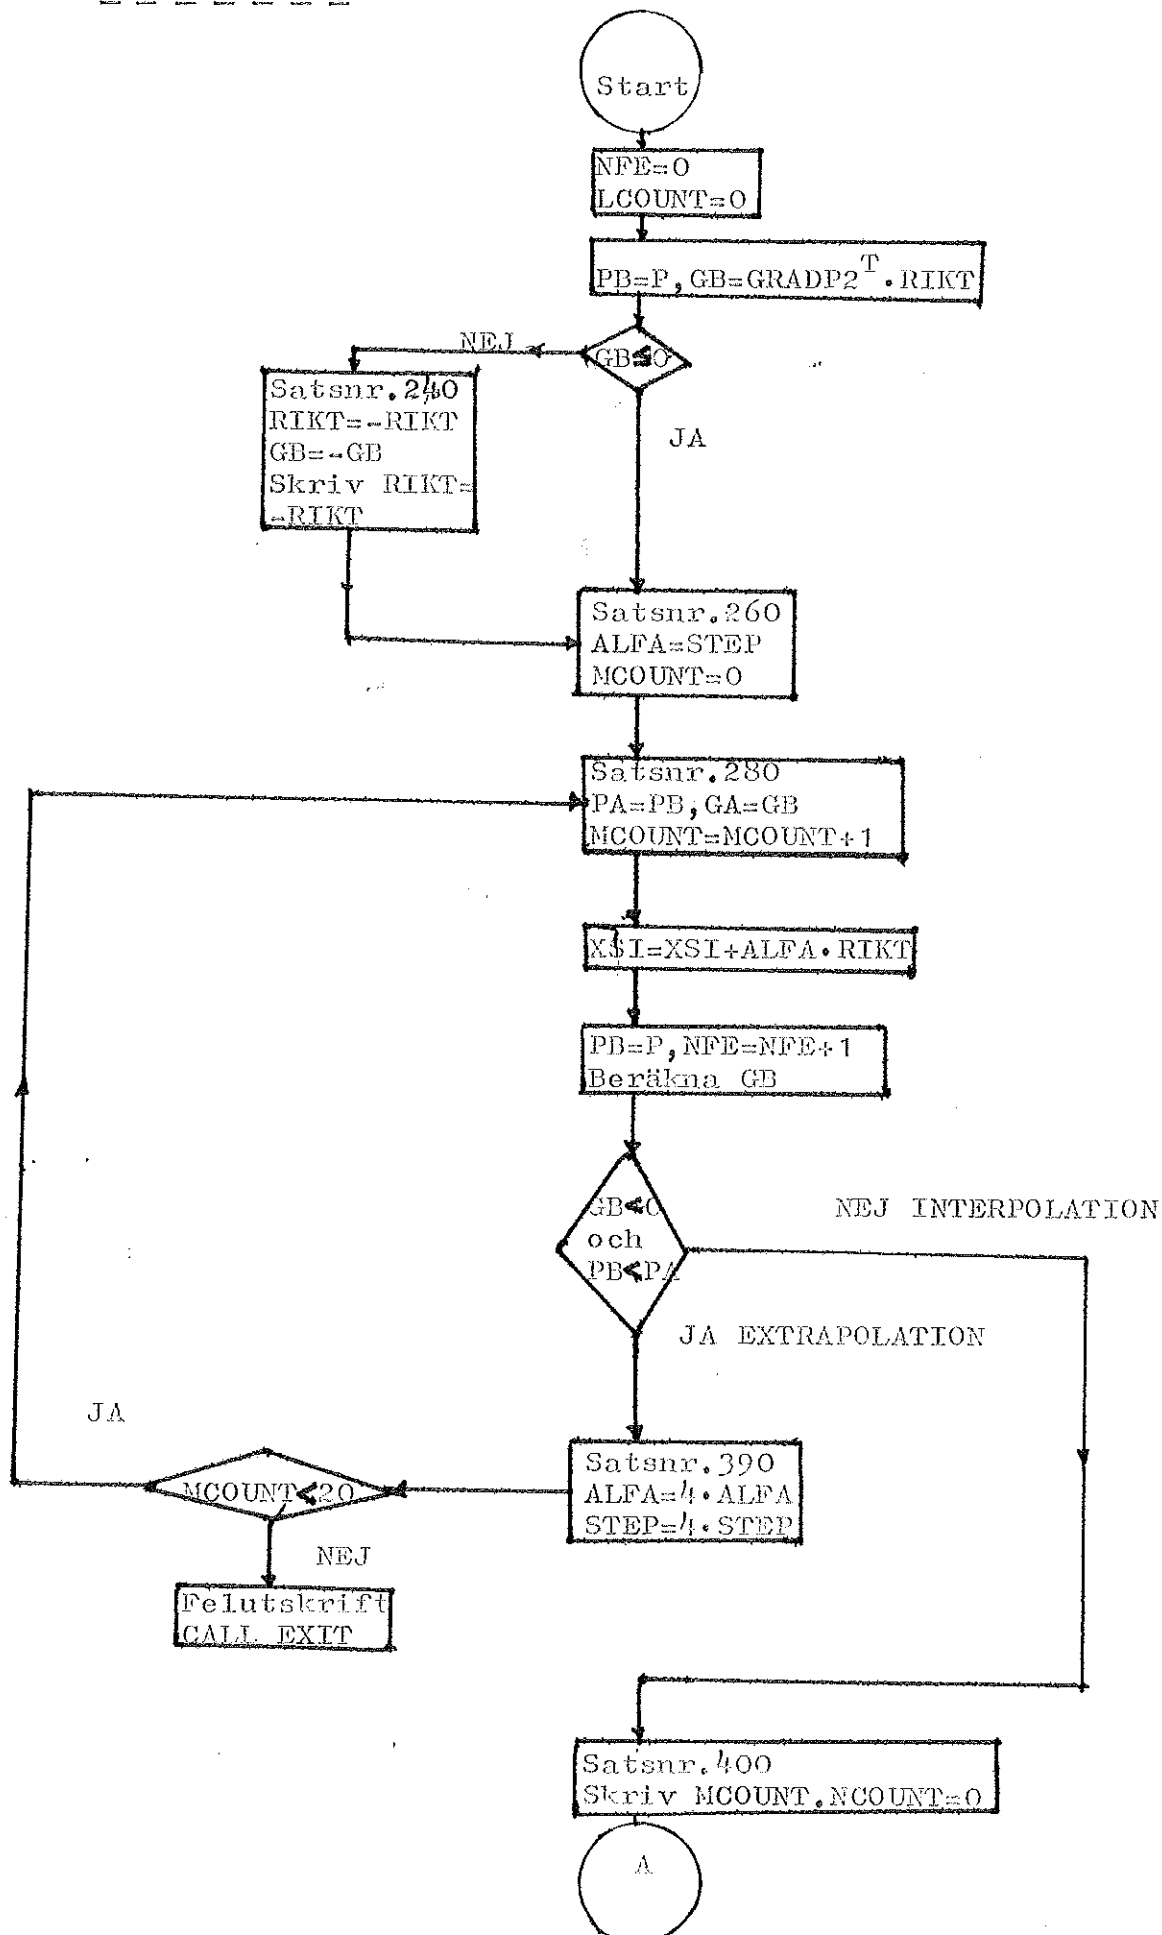 Start
NFE=0
LCOUNT=0
PB=P,GB=GRADP2^T.RIKT
NEJ
GB≤0
Satsnr.240
RIKT=-RIKT
GB=-GB
Skriv RIKT=
-RIKT
JA
Satsnr.260
ALFA=STEP
MCOUNT=0
Satsnr.280
PA=PB,GA=GB
MCOUNT=MCOUNT+1
XSI=XSI+ALFA.RIKT
PB=P,NFE=NFE+1
Beräkna GB
GB<0
och
PB<PA
NEJ INTERPOLATION
JA EXTRAPOLATION
JA
Satsnr.390
ALFA=4.ALFA
STEP=4.STEP
MCOUNT<20
NEJ
Felutskrift
CALL EXIT
Satsnr.400
Skriv MCOUNT.NCOUNT=0
A